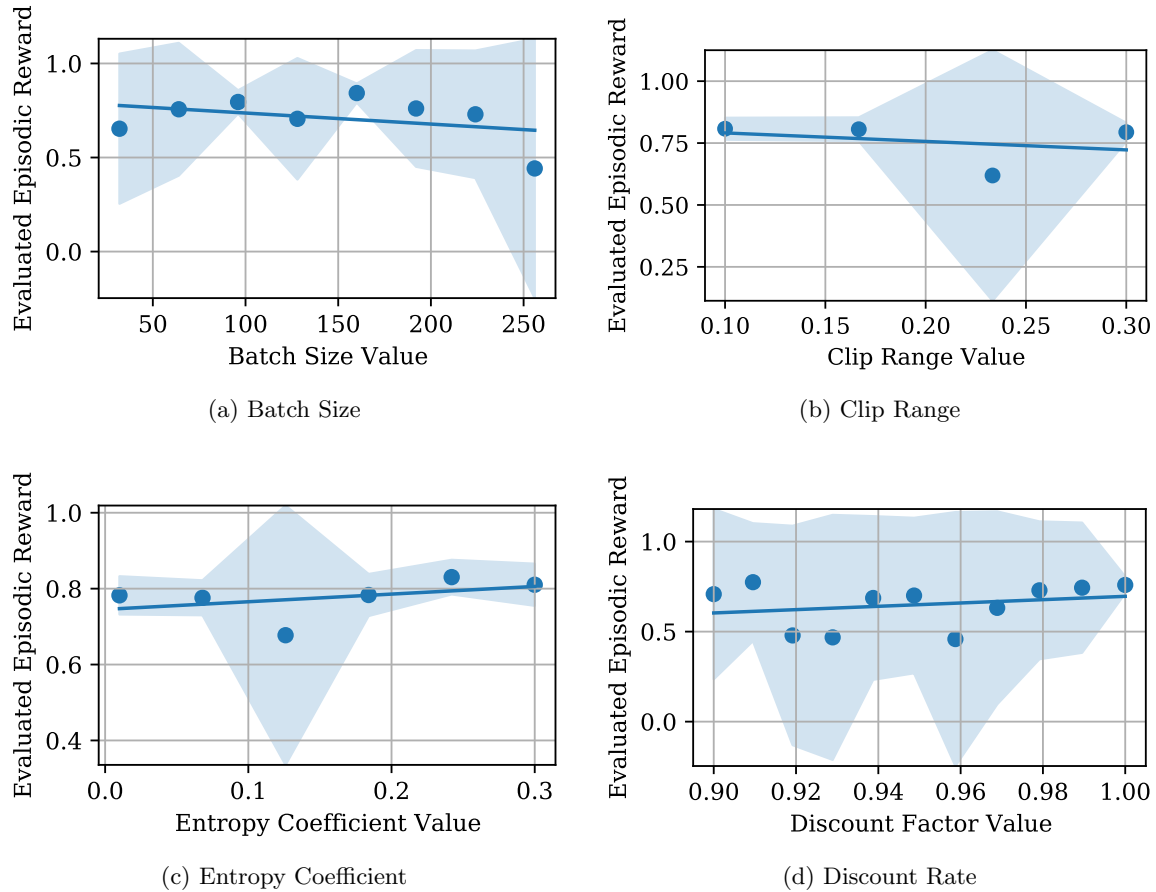 Evaluated Episodic Reward
1.0
0.5
0.0
50 100 150 200 250
Batch Size Value
(a) Batch Size
Evaluated Episodic Reward
1.00
0.75
0.50
0.25
0.10 0.15 0.20 0.25 0.30
Clip Range Value
(b) Clip Range
Evaluated Episodic Reward
1.0
0.8
0.6
0.4
0.0 0.1 0.2 0.3
Entropy Coefficient Value
(c) Entropy Coefficient
Evaluated Episodic Reward
1.0
0.5
0.0
0.90 0.92 0.94 0.96 0.98 1.00
Discount Factor Value
(d) Discount Rate